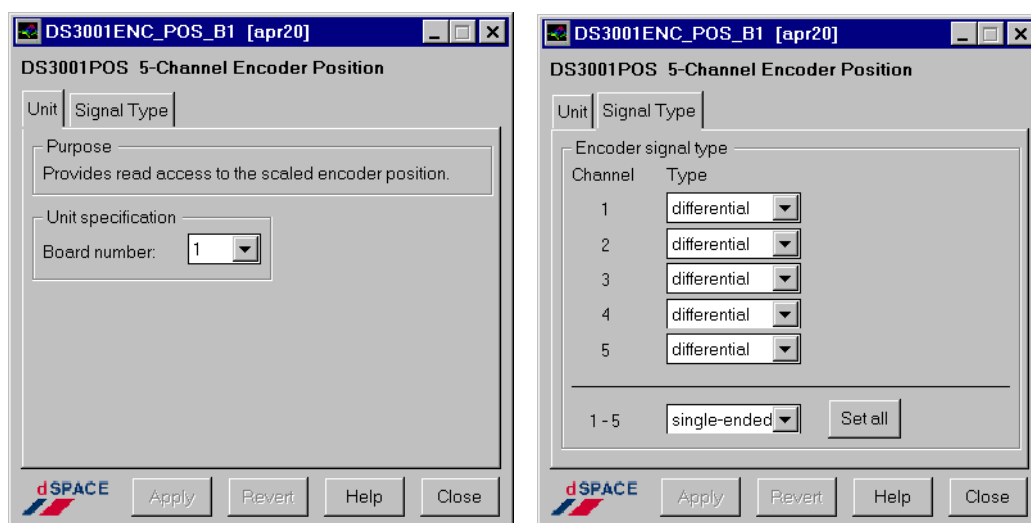 DS3001ENC_POS_B1 [apr20]
DS3001POS 5-Channel Encoder Position
Unit Signal Type
Purpose
Provides read access to the scaled encoder position.
Unit specification
Board number: 1
dSPACE Apply Revert Help Close
DS3001ENC_POS_B1 [apr20]
DS3001POS 5-Channel Encoder Position
Unit Signal Type
Encoder signal type
Channel Type
1 differential
2 differential
3 differential
4 differential
5 differential
1 - 5 single-ended Set all
dSPACE Apply Revert Help Close